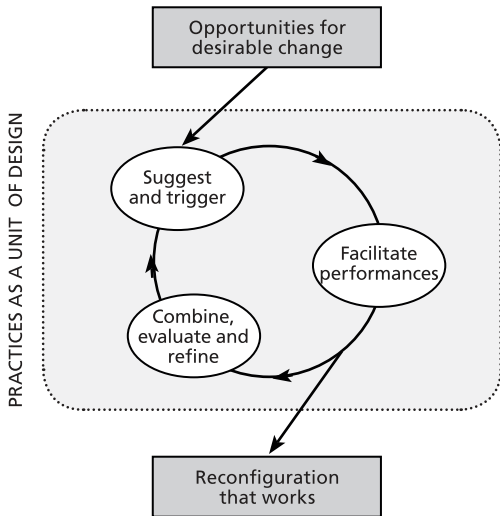 Opportunities for
desirable change
PRACTICES AS A UNIT OF DESIGN
Suggest
and trigger
Facilitate
performances
Combine,
evaluate and
refine
Reconfiguration
that works